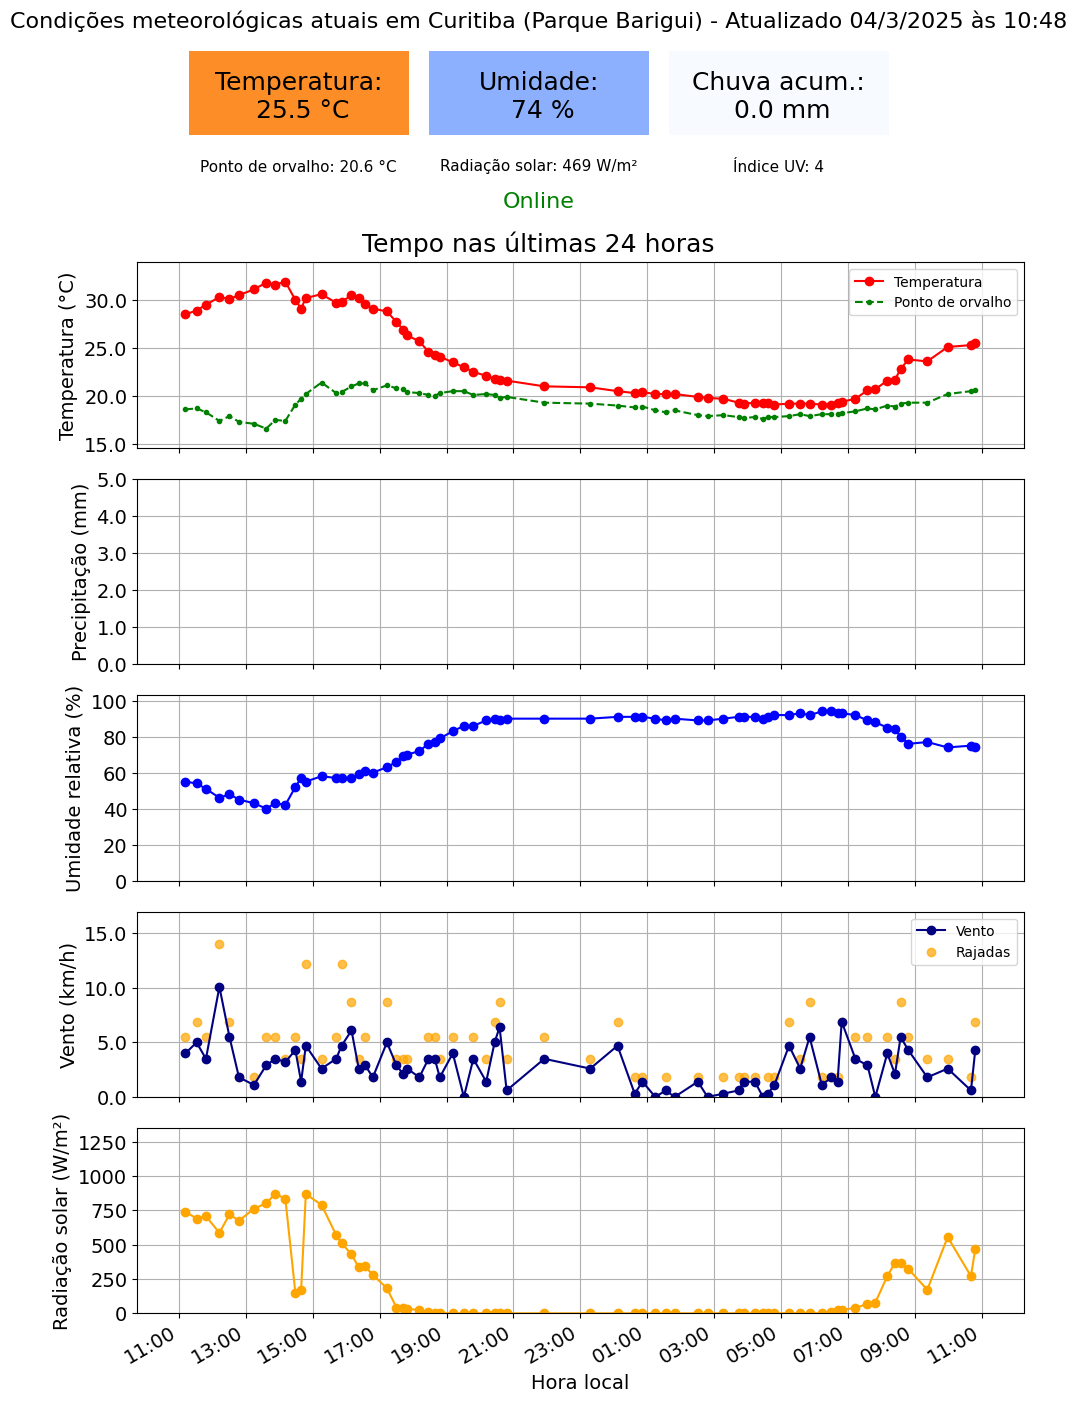 Condições meteorológicas atuais em Curitiba (Parque Barigui) - Atualizado 04/3/2025 às 10:48
Temperatura:
25.5 °C
Umidade:
74 %
Chuva acum.:
0.0 mm
Ponto de orvalho: 20.6 °C
Radiação solar: 469 W/m²
Índice UV: 4
Online
Tempo nas últimas 24 horas
Temperatura (°C)
30.0
25.0
20.0
15.0
Temperatura
Ponto de orvalho
Precipitação (mm)
5.0
4.0
3.0
2.0
1.0
0.0
Umidade relativa (%)
100
80
60
40
20
0
Vento (km/h)
15.0
10.0
5.0
0.0
Vento
Rajadas
Radiação solar (W/m²)
1250
1000
750
500
250
0
11:00
13:00
15:00
17:00
19:00
21:00
23:00
01:00
03:00
05:00
07:00
09:00
11:00
Hora local